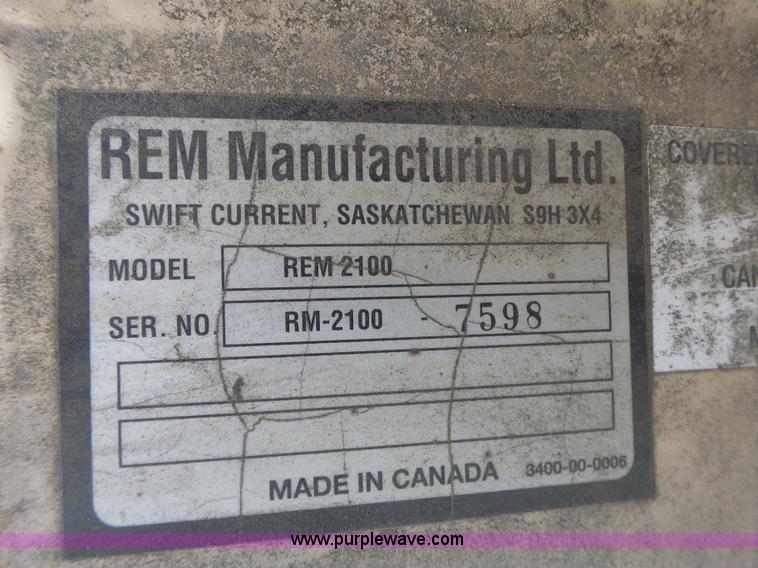 REM Manufacturing Ltd.
SWIFT CURRENT, SASKATCHEWAN S9H 3X4
MODEL REM 2100
SER. NO. RM-2100 - 7598
MADE IN CANADA 3400-00-0006
COVERE
CAN
www.purplewave.com